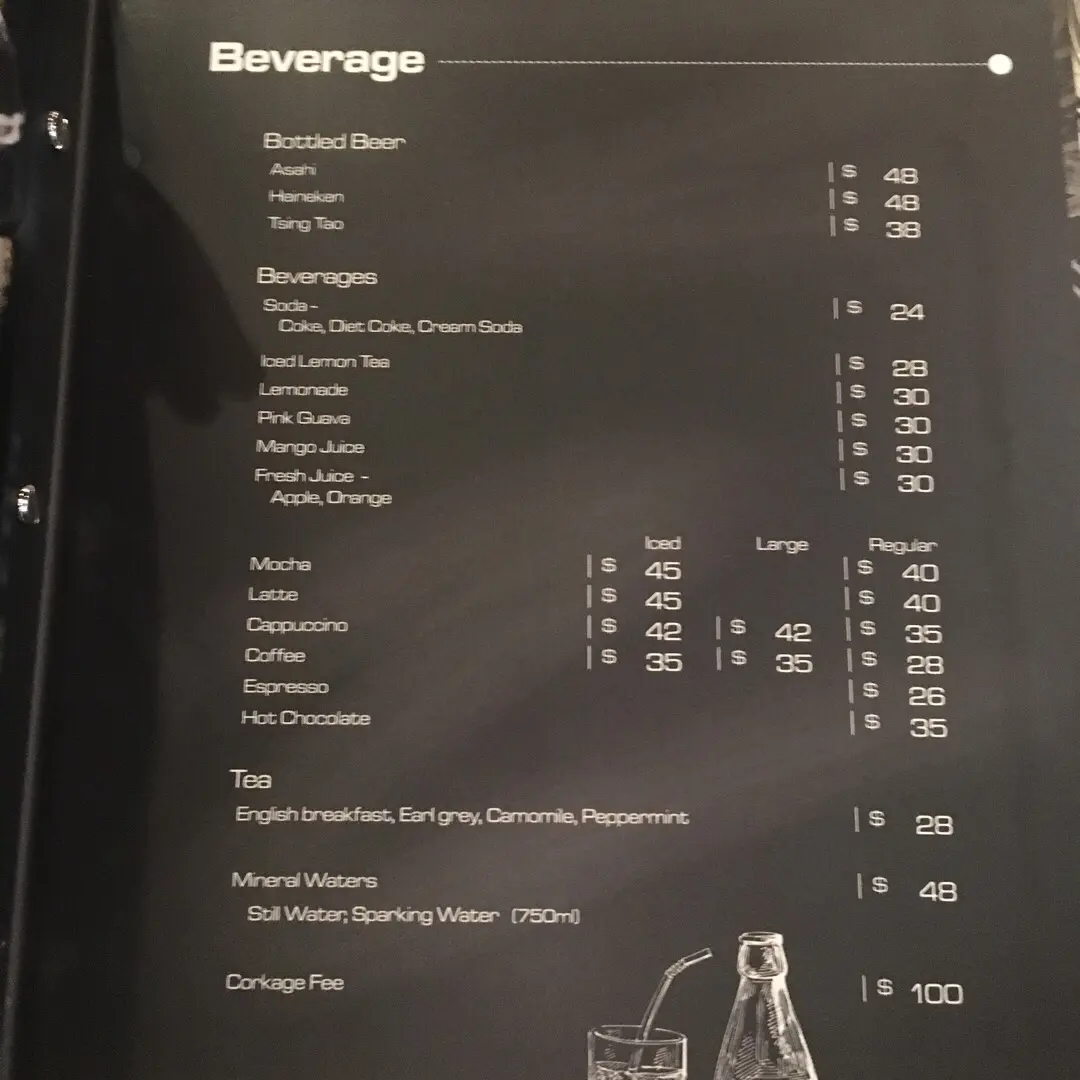 Beverage
Bottled Beer
Asahi | $ 48
Heineken | $ 48
Tsing Tao | $ 38
Beverages
Soda - | $ 24
Coke, Diet Coke, Cream Soda
Iced Lemon Tea | $ 28
Lemonade | $ 30
Pink Guava | $ 30
Mango Juice | $ 30
Fresh Juice - | $ 30
Apple, Orange
Iced Large Regular
Mocha | $ 45 | $ 40
Latte | $ 45 | $ 40
Cappuccino | $ 42 | $ 42 | $ 35
Coffee | $ 35 | $ 35 | $ 28
Espresso | $ 26
Hot Chocolate | $ 35
Tea
English breakfast, Earl grey, Camomile, Peppermint | $ 28
Mineral Waters | $ 48
Still Water; Sparking Water (750ml)
Corkage Fee | $ 100